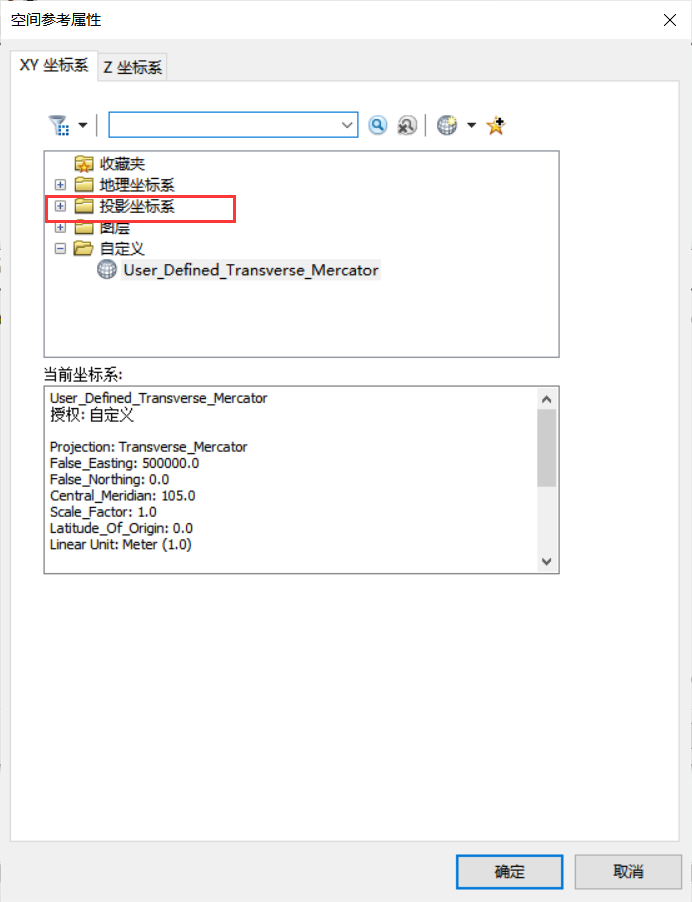 空间参考属性
XY 坐标系
Z 坐标系
收藏夹
地理坐标系
投影坐标系
图层
自定义
User_Defined_Transverse_Mercator
当前坐标系:
User_Defined_Transverse_Mercator
授权: 自定义
Projection: Transverse_Mercator
False_Easting: 500000.0
False_Northing: 0.0
Central_Meridian: 105.0
Scale_Factor: 1.0
Latitude_Of_Origin: 0.0
Linear Unit: Meter (1.0)
确定
取消